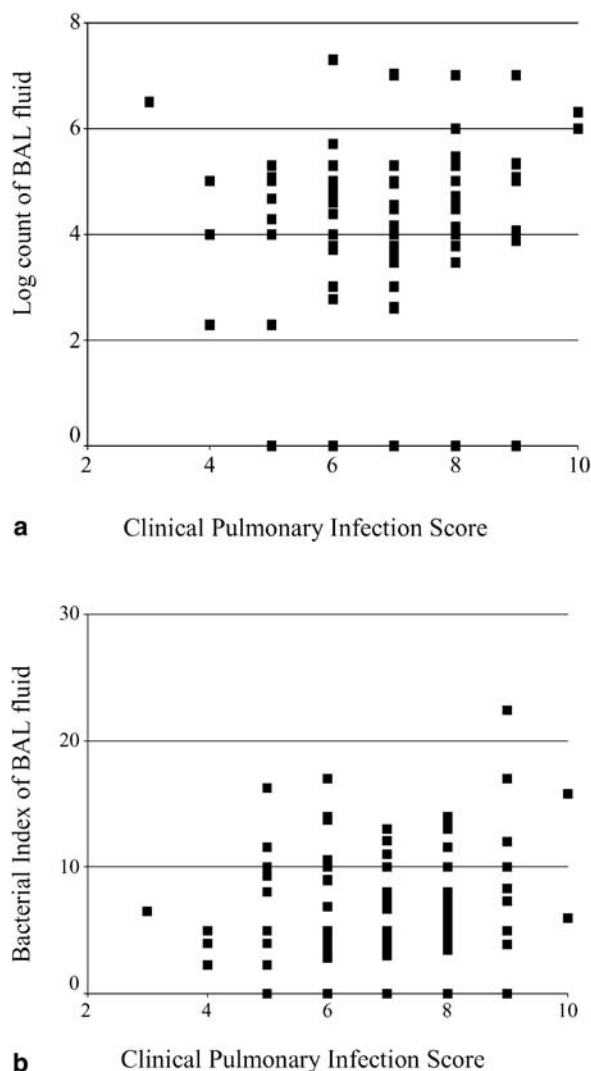 8
6
4
2
0
Log count of BAL fluid
2 4 6 8 10
a Clinical Pulmonary Infection Score
30
20
10
0
Bacterial Index of BAL fluid
2 4 6 8 10
b Clinical Pulmonary Infection Score